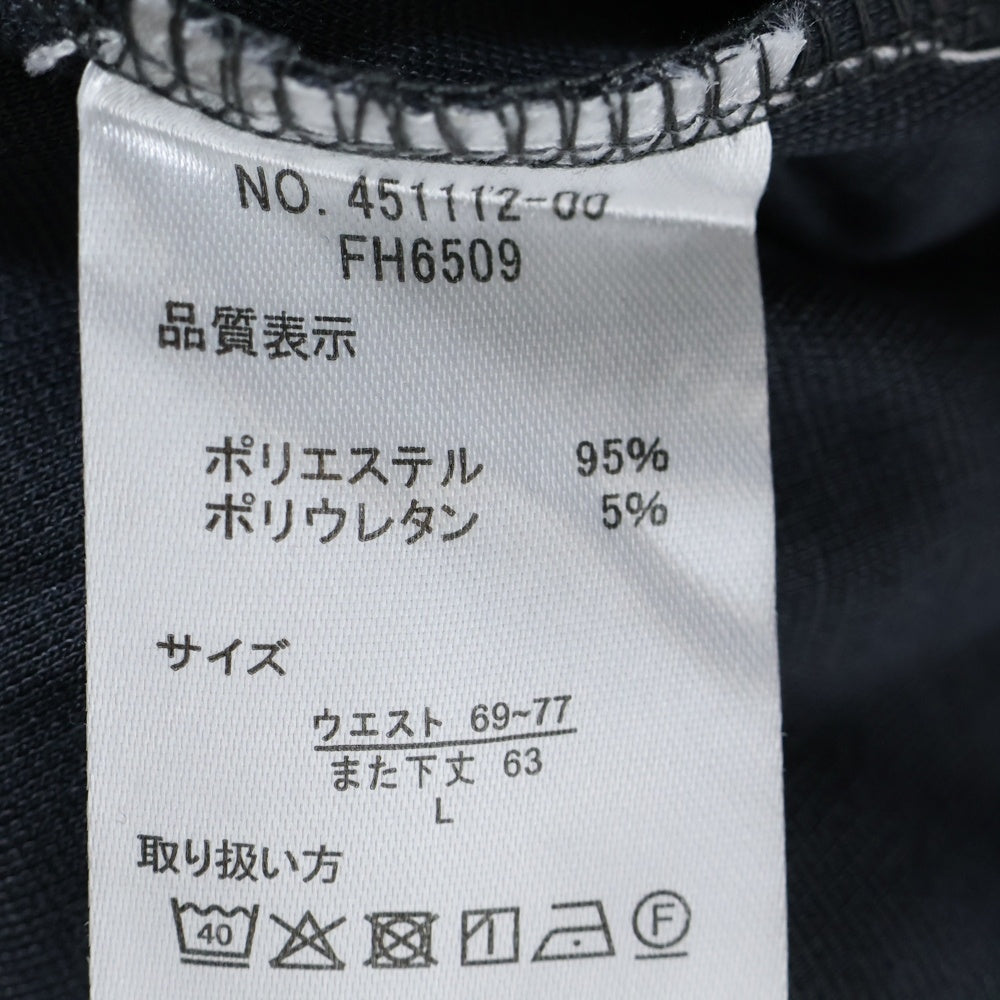 NO. 451112-00
FH6509
品質表示
ポリエステル 95%
ポリウレタン 5%
サイズ
ウエスト 69~77
また下丈 63
L
取り扱い方
40
F